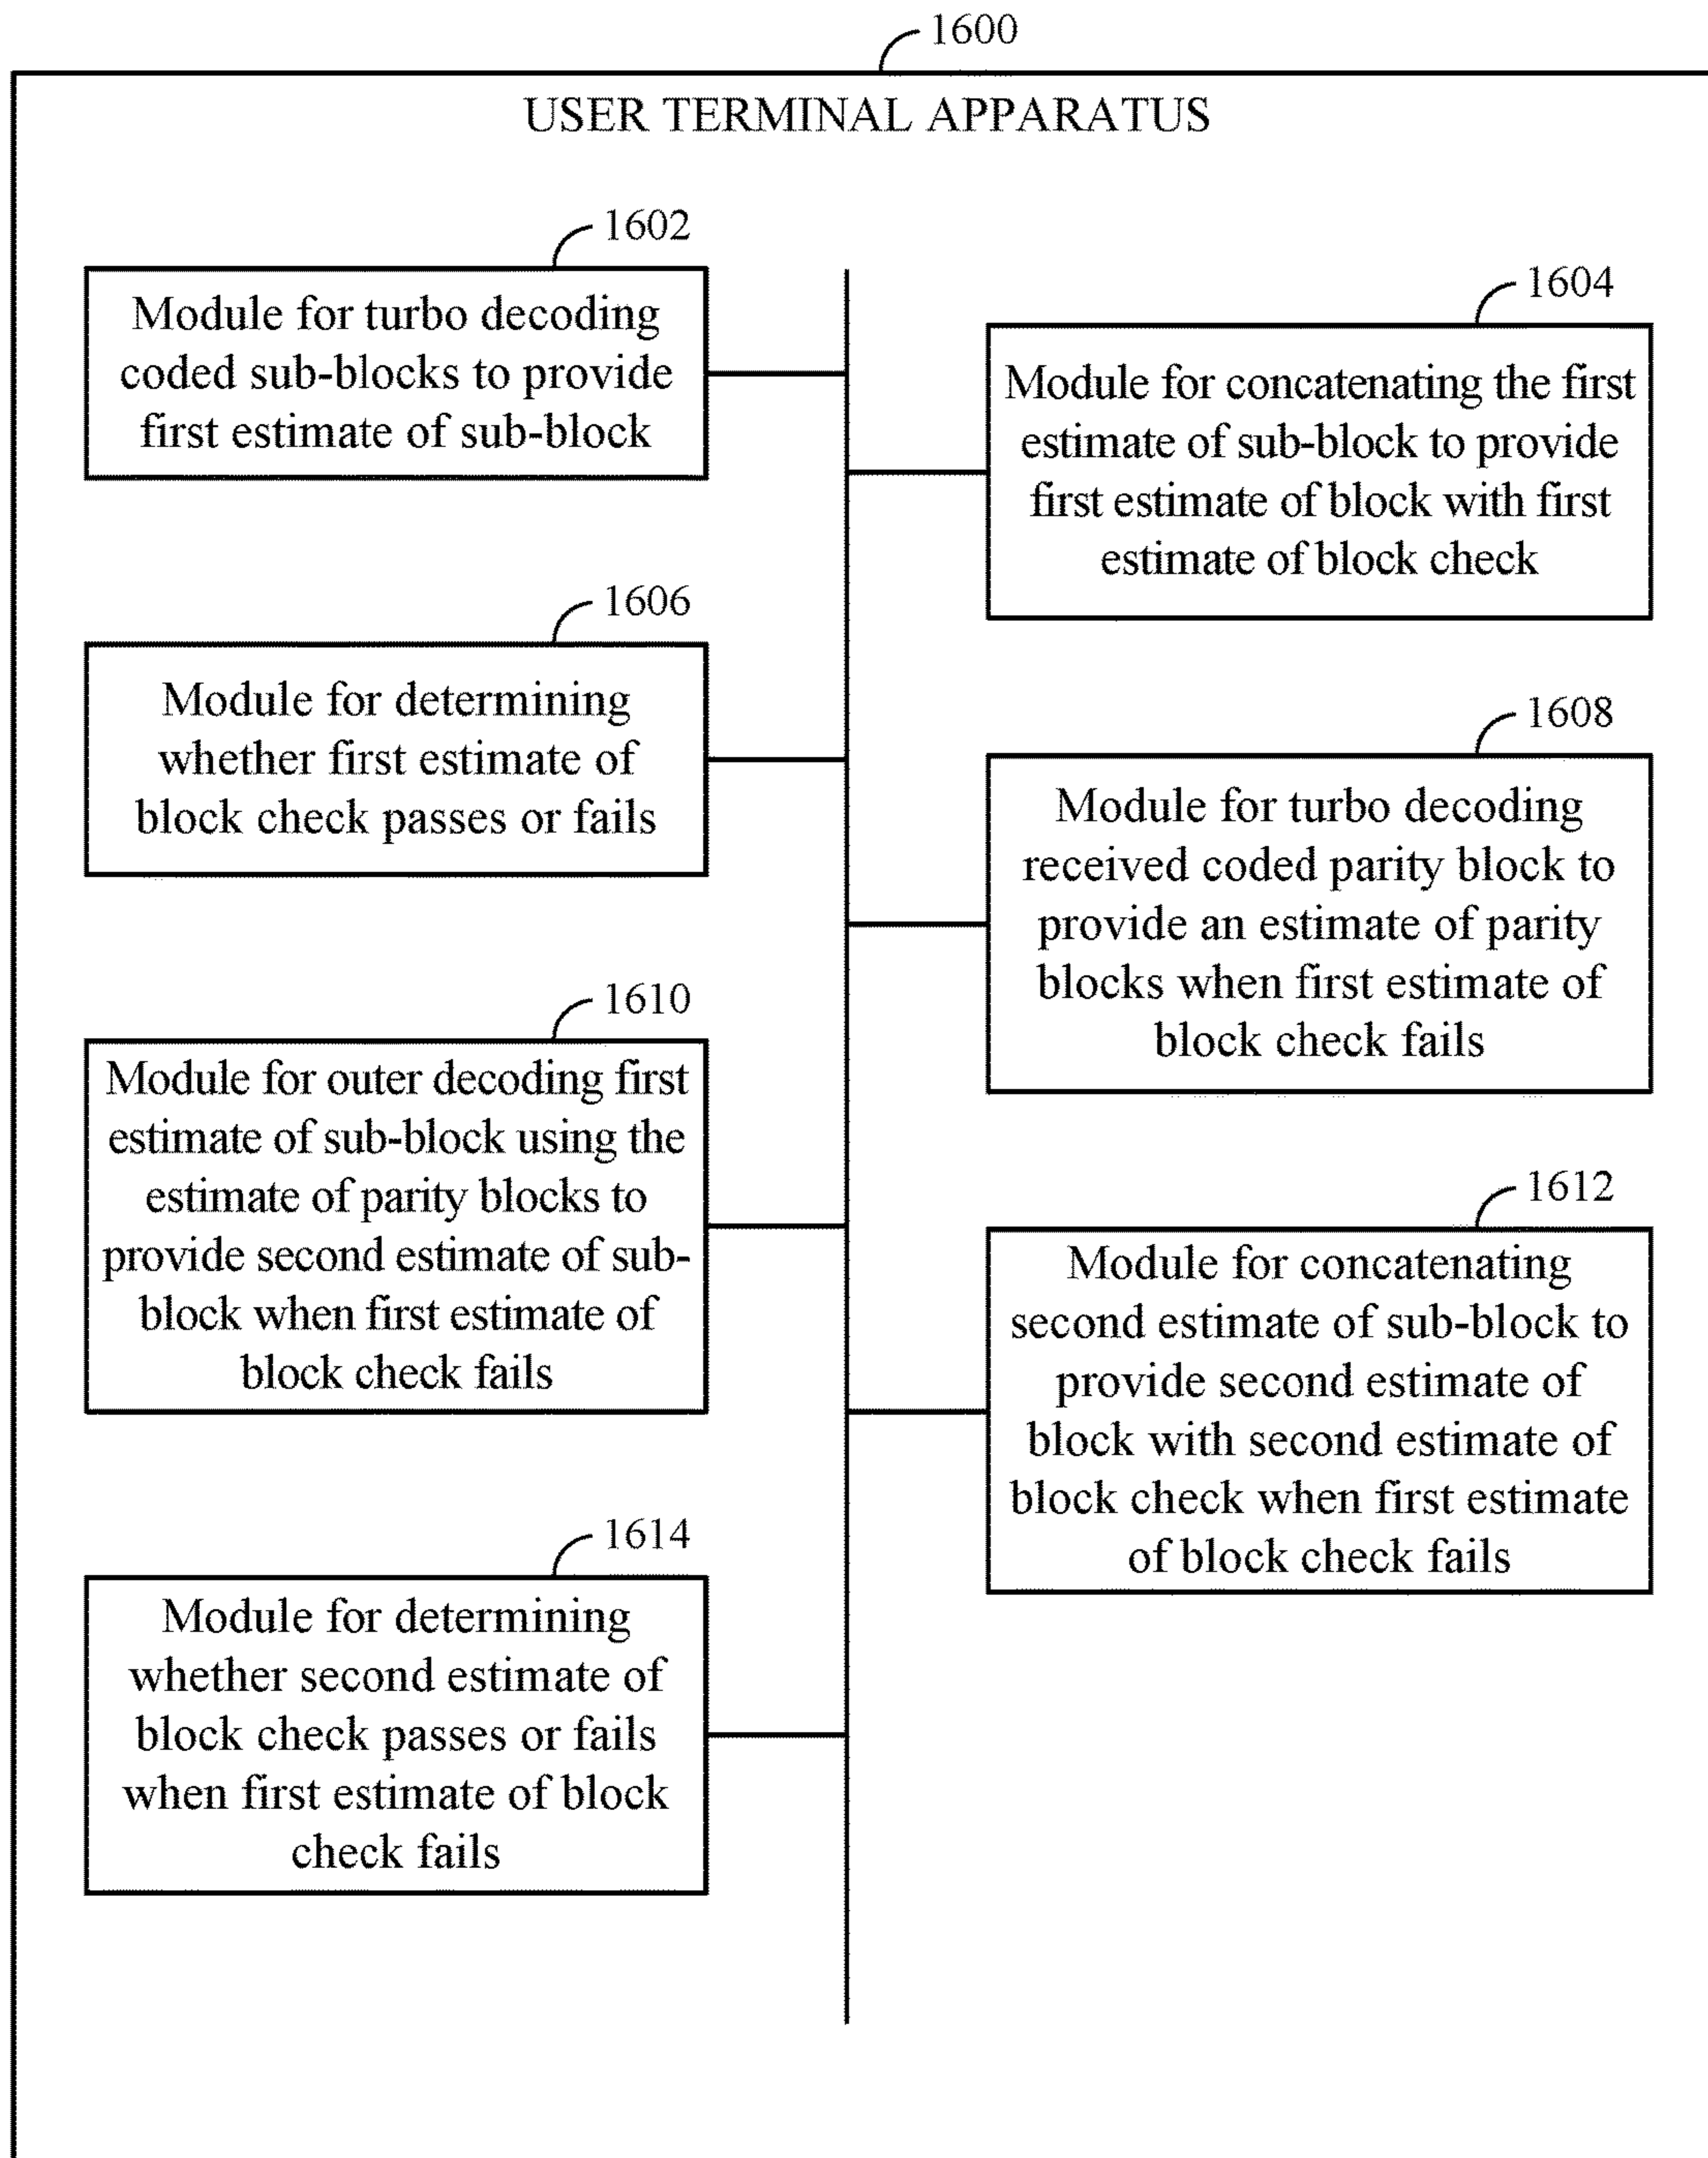 1600
USER TERMINAL APPARATUS
1602
Module for turbo decoding
coded sub-blocks to provide
first estimate of sub-block
1604
Module for concatenating the first
estimate of sub-block to provide
first estimate of block with first
estimate of block check
1606
Module for determining
whether first estimate of
block check passes or fails
1608
Module for turbo decoding
received coded parity block to
provide an estimate of parity
blocks when first estimate of
block check fails
1610
Module for outer decoding first
estimate of sub-block using the
estimate of parity blocks to
provide second estimate of sub-
block when first estimate of
block check fails
1612
Module for concatenating
second estimate of sub-block to
provide second estimate of
block with second estimate of
block check when first estimate
of block check fails
1614
Module for determining
whether second estimate of
block check passes or fails
when first estimate of block
check fails